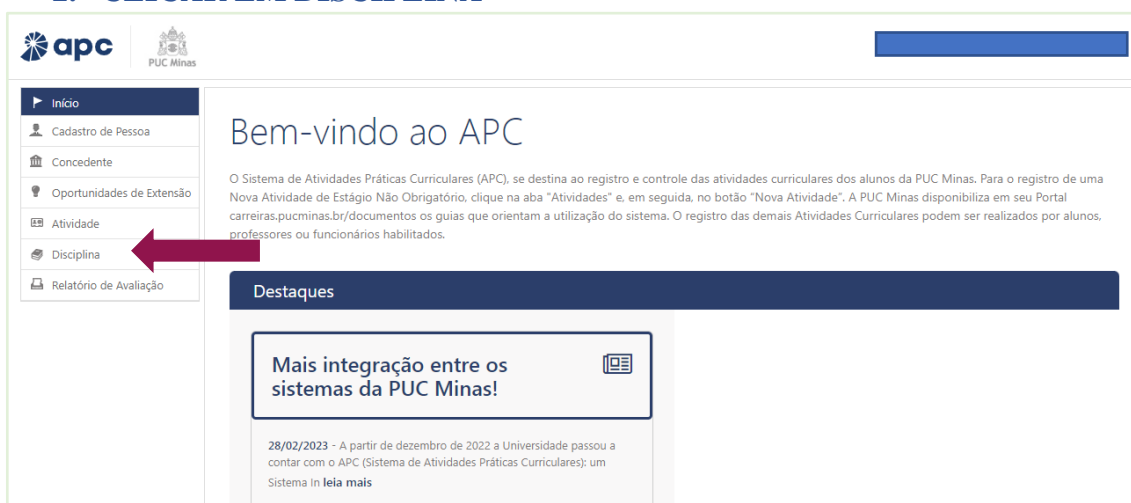 apc
PUC Minas
Início
Cadastro de Pessoa
Concedente
Oportunidades de Extensão
Atividade
Disciplina
Relatório de Avaliação
Bem-vindo ao APC
O Sistema de Atividades Práticas Curriculares (APC), se destina ao registro e controle das atividades curriculares dos alunos da PUC Minas. Para o registro de uma
Nova Atividade de Estágio Não Obrigatório, clique na aba "Atividades" e, em seguida, no botão "Nova Atividade". A PUC Minas disponibiliza em seu Portal
carreiras.pucminas.br/documentos os guias que orientam a utilização do sistema. O registro das demais Atividades Curriculares podem ser realizados por alunos,
professores ou funcionários habilitados.
Destaques
Mais integração entre os
sistemas da PUC Minas!
28/02/2023 - A partir de dezembro de 2022 a Universidade passou a
contar com o APC (Sistema de Atividades Práticas Curriculares): um
Sistema In leia mais